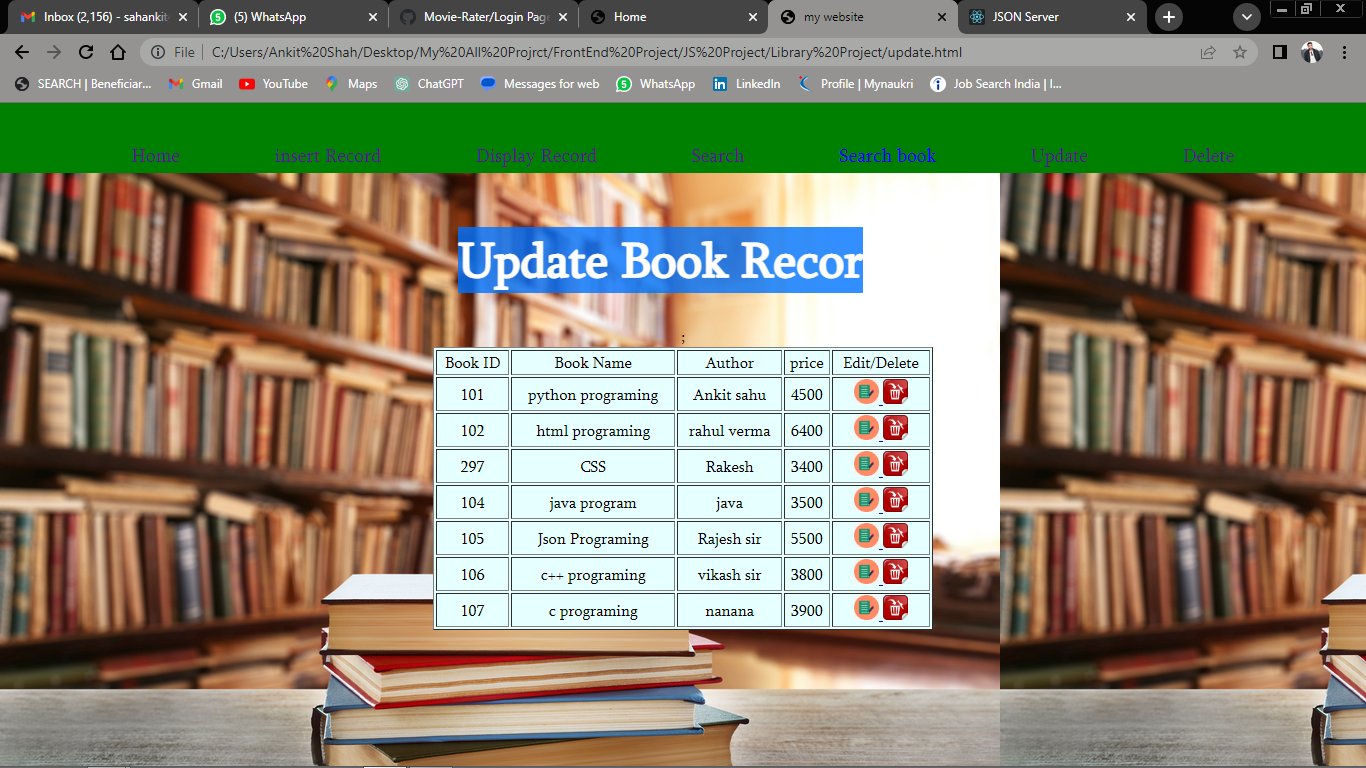 Inbox (2,156) - sahankit
(5) WhatsApp
Movie-Rater/Login Page
Home
my website
JSON Server
File
C:/Users/Ankit%20Shah/Desktop/My%20All%20Projrct/FrontEnd%20Project/JS%20Project/Library%20Project/update.html
SEARCH | Beneficiar...
Gmail
YouTube
Maps
ChatGPT
Messages for web
WhatsApp
LinkedIn
Profile | Mynaukri
Job Search India | I...
Home insert Record Display Record Search Search book Update Delete
Update Book Recor
;
Book ID Book Name Author price Edit/Delete
101 python programing Ankit sahu 4500
102 html programing rahul verma 6400
297 CSS Rakesh 3400
104 java program java 3500
105 Json Programing Rajesh sir 5500
106 c++ programing vikash sir 3800
107 c programing nanana 3900